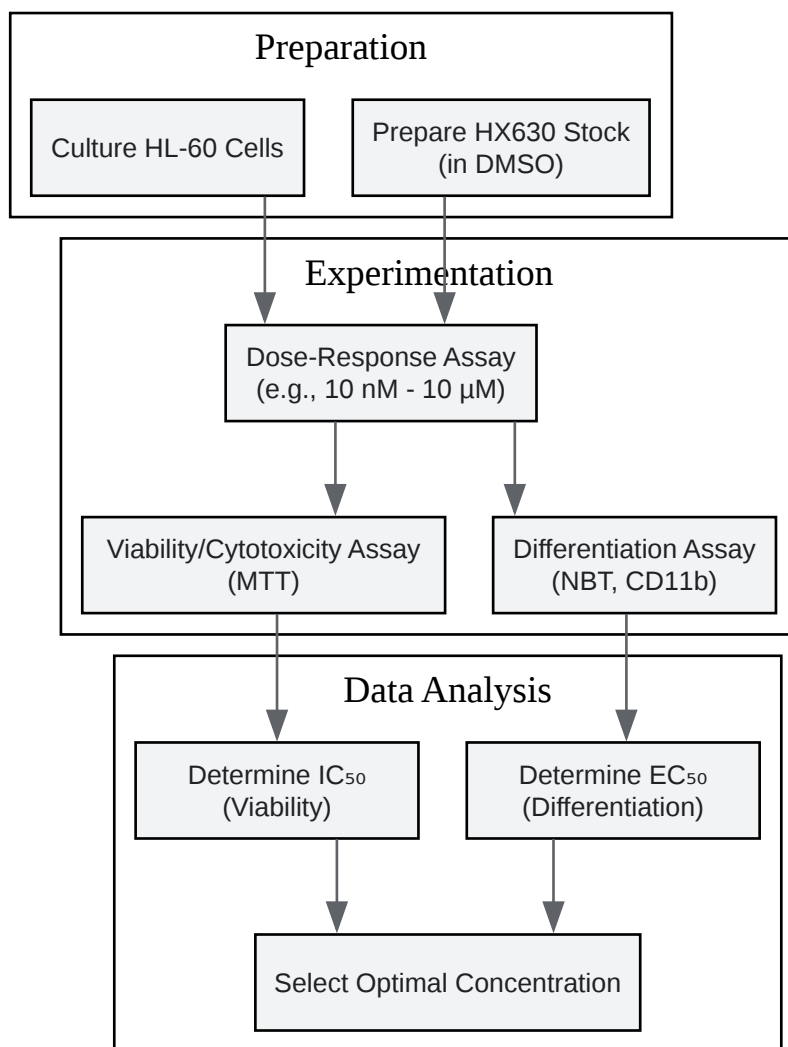 Preparation
Culture HL-60 Cells
Prepare HX630 Stock
(in DMSO)
Experimentation
Dose-Response Assay
(e.g., 10 nM - 10 µM)
Viability/Cytotoxicity Assay
(MTT)
Differentiation Assay
(NBT, CD11b)
Data Analysis
Determine IC₅₀
(Viability)
Determine EC₅₀
(Differentiation)
Select Optimal Concentration